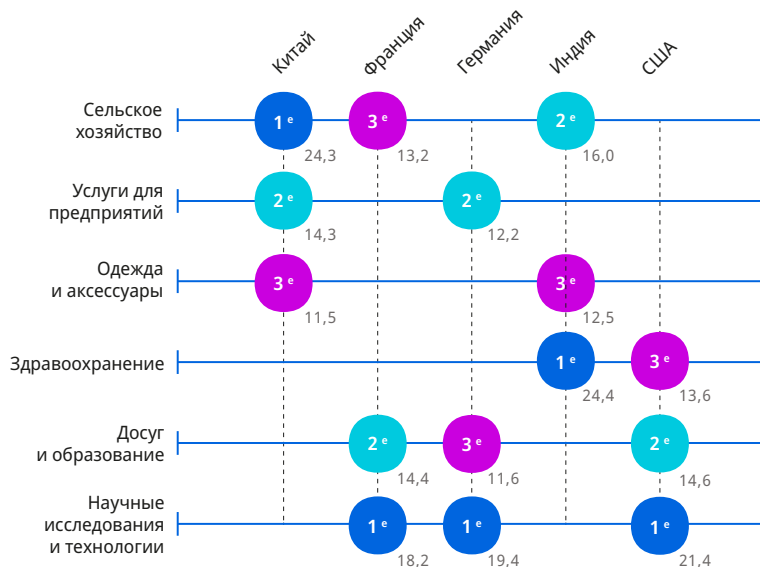 Китай
Франция
Германия
Индия
США
Сельское
хозяйство
1 е
3 е
2 е
24,3
13,2
16,0
Услуги для
предприятий
2 е
2 е
14,3
12,2
Одежда
и аксессуары
3 е
3 е
11,5
12,5
Здравоохранение
1 е
3 е
24,4
13,6
Досуг
и образование
2 е
3 е
2 е
14,4
11,6
14,6
Научные
исследования
и технологии
1 е
1 е
1 е
18,2
19,4
21,4